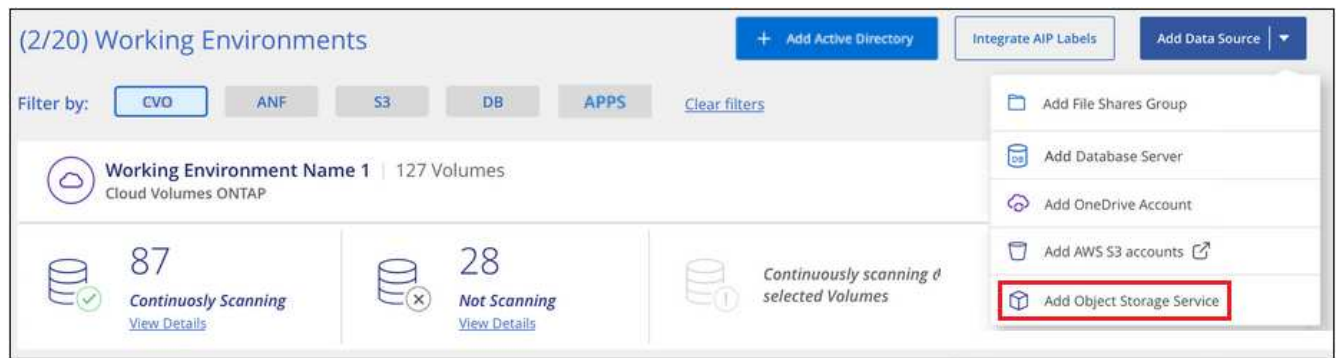 (2/20) Working Environments
+ Add Active Directory
Integrate AIP Labels
Add Data Source
Filter by:
CVO
ANF
S3
DB
APPS
Clear filters
Add File Shares Group
DB
Add Database Server
Add OneDrive Account
Add AWS S3 accounts
Add Object Storage Service
Working Environment Name 1 | 127 Volumes
Cloud Volumes ONTAP
87
Continuosly Scanning
View Details
28
Not Scanning
View Details
Continuously scanning
selected Volumes